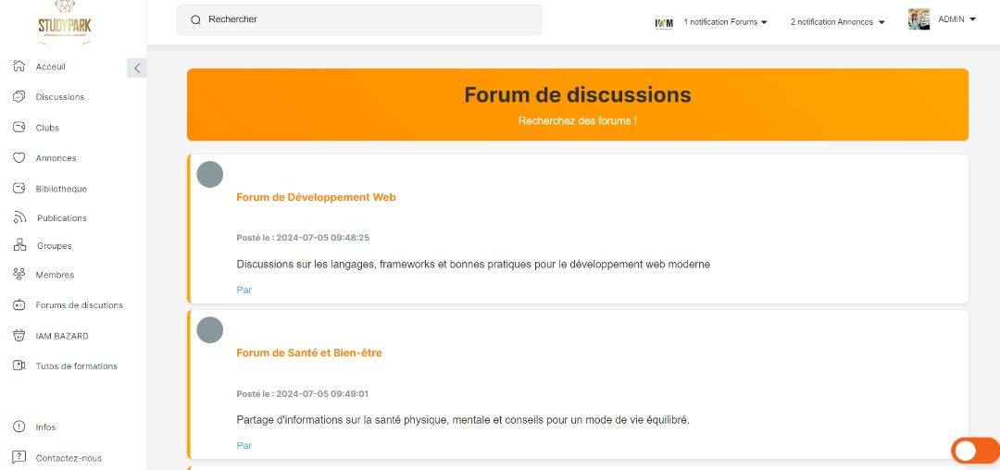 STUDYPARK
Rechercher
IAM
1 notification Forums
2 notification Annonces
ADMIN
Acceuil
Discussions
Clubs
Annonces
Bibliotheque
Publications
Groupes
Membres
Forums de discutions
IAM BAZARD
Tutos de formations
Infos
Contactez-nous
Forum de discussions
Recherchez des forums !
Forum de Développement Web
Posté le : 2024-07-05 09:48:25
Discussions sur les langages, frameworks et bonnes pratiques pour le développement web moderne
Par
Forum de Santé et Bien-être
Posté le : 2024-07-05 09:49:01
Partage d'informations sur la santé physique, mentale et conseils pour un mode de vie équilibré.
Par